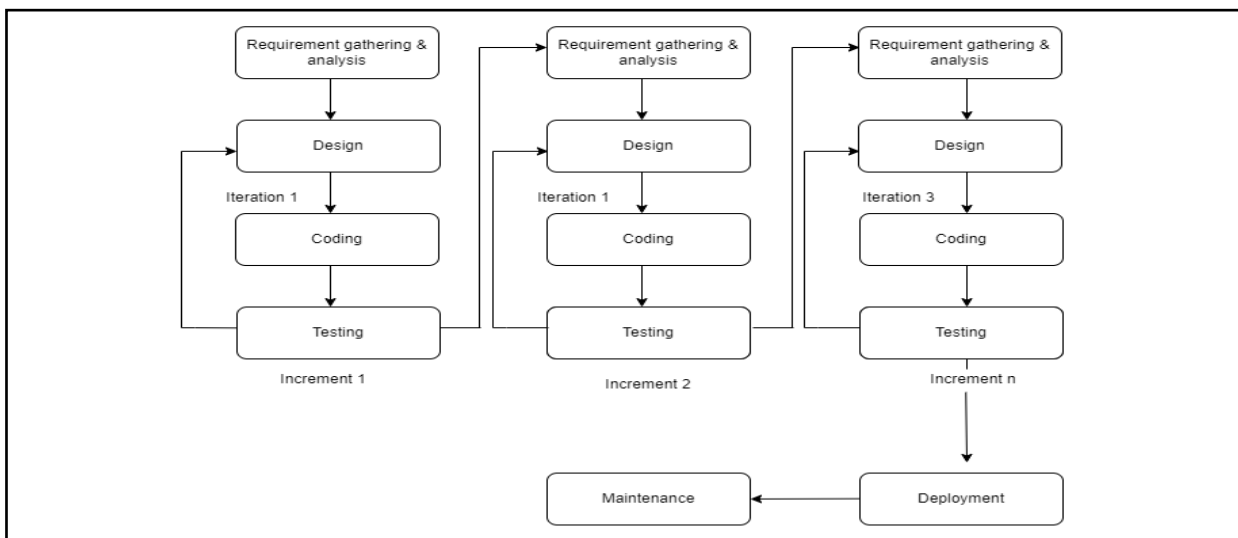 Requirement gathering &
analysis
Design
Iteration 1
Coding
Testing
Increment 1
Requirement gathering &
analysis
Design
Iteration 1
Coding
Testing
Increment 2
Requirement gathering &
analysis
Design
Iteration 3
Coding
Testing
Increment n
Maintenance
Deployment